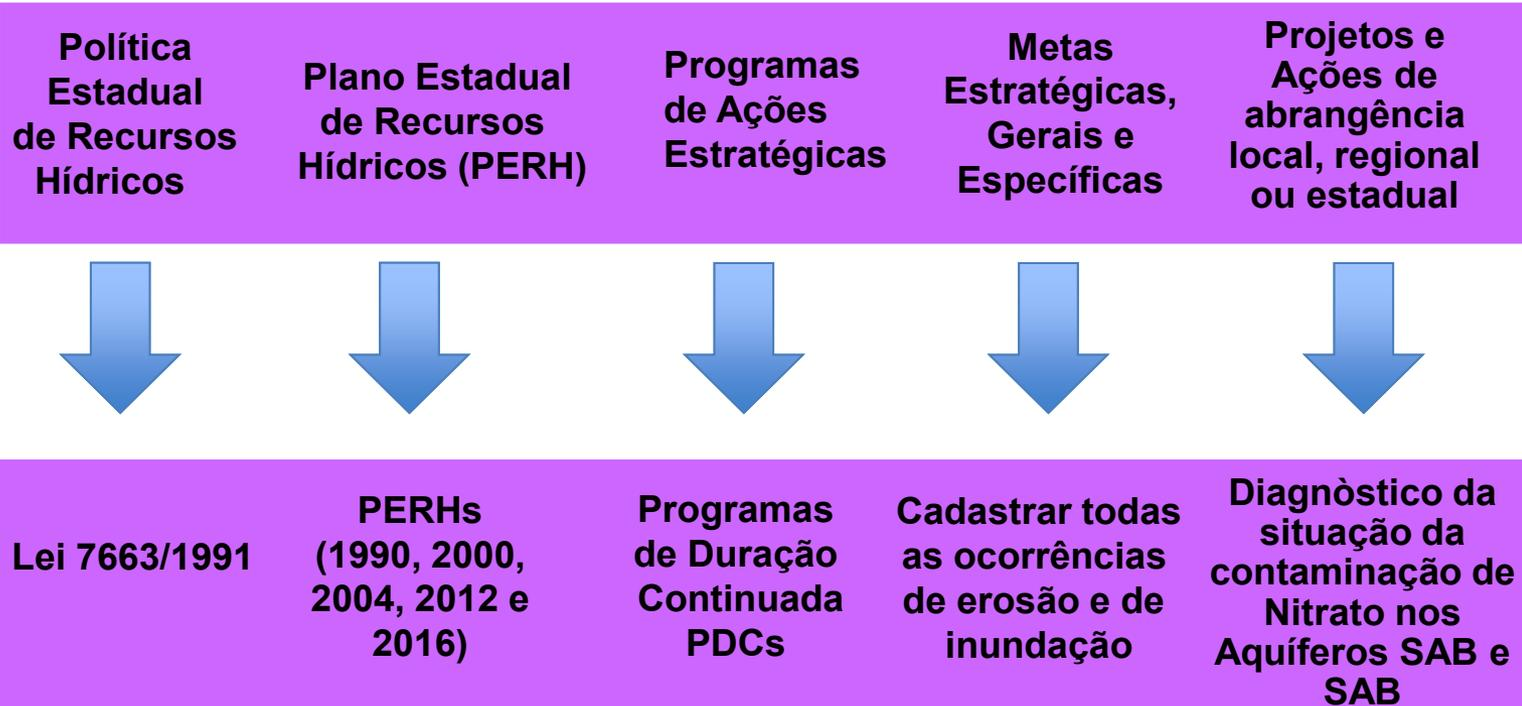 Política
Estadual
de Recursos
Hídricos
Plano Estadual
de Recursos
Hídricos (PERH)
Programas
de Ações
Estratégicas
Metas
Estratégicas,
Gerais e
Específicas
Projetos e
Ações de
abrangência
local, regional
ou estadual
Lei 7663/1991
PERHs
(1990, 2000,
2004, 2012 e
2016)
Programas
de Duração
Continuada
PDCs
Cadastrar todas
as ocorrências
de erosão e de
inundação
Diagnòstico da
situação da
contaminação de
Nitrato nos
Aquíferos SAB e
SAB